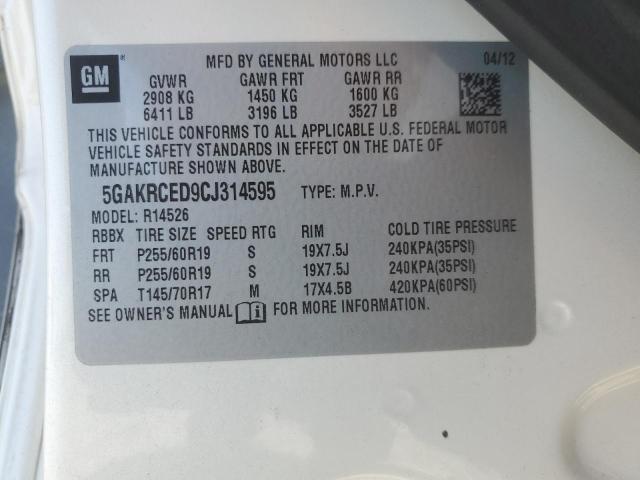 GM
MFD BY GENERAL MOTORS LLC 04/12
GVWR GAWR FRT GAWR RR
2908 KG 1450 KG 1600 KG
6411 LB 3196 LB 3527 LB
THIS VEHICLE CONFORMS TO ALL APPLICABLE U.S. FEDERAL MOTOR
VEHICLE SAFETY STANDARDS IN EFFECT ON THE DATE OF
MANUFACTURE SHOWN ABOVE.
5GAKRCED9CJ314595 TYPE: M.P.V.
MODEL: R14526
RBBX TIRE SIZE SPEED RTG RIM COLD TIRE PRESSURE
FRT P255/60R19 S 19X7.5J 240KPA(35PSI)
RR P255/60R19 S 19X7.5J 240KPA(35PSI)
SPA T145/70R17 M 17X4.5B 420KPA(60PSI)
SEE OWNER'S MANUAL FOR MORE INFORMATION.